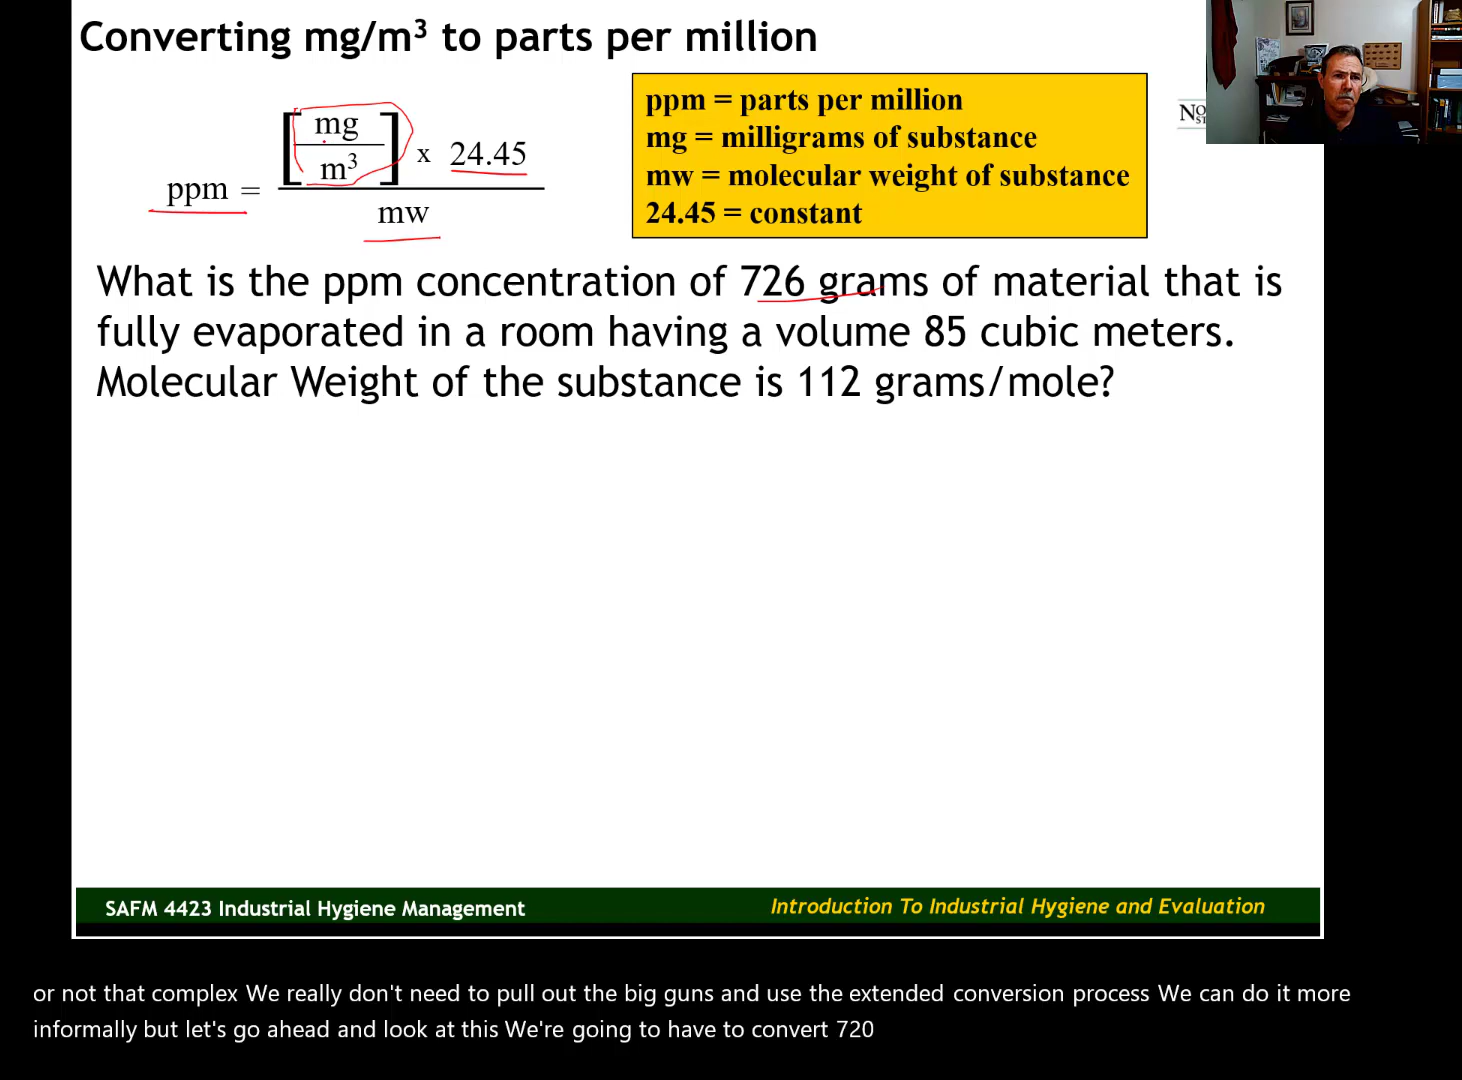 Converting mg/m³ to parts per million
ppm = [mg/m³] x 24.45 / mw
ppm = parts per million
mg = milligrams of substance
mw = molecular weight of substance
24.45 = constant
What is the ppm concentration of 726 grams of material that is
fully evaporated in a room having a volume 85 cubic meters.
Molecular Weight of the substance is 112 grams/mole?
SAFM 4423 Industrial Hygiene Management
Introduction To Industrial Hygiene and Evaluation
or not that complex We really don't need to pull out the big guns and use the extended conversion process We can do it more
informally but let's go ahead and look at this We're going to have to convert 720